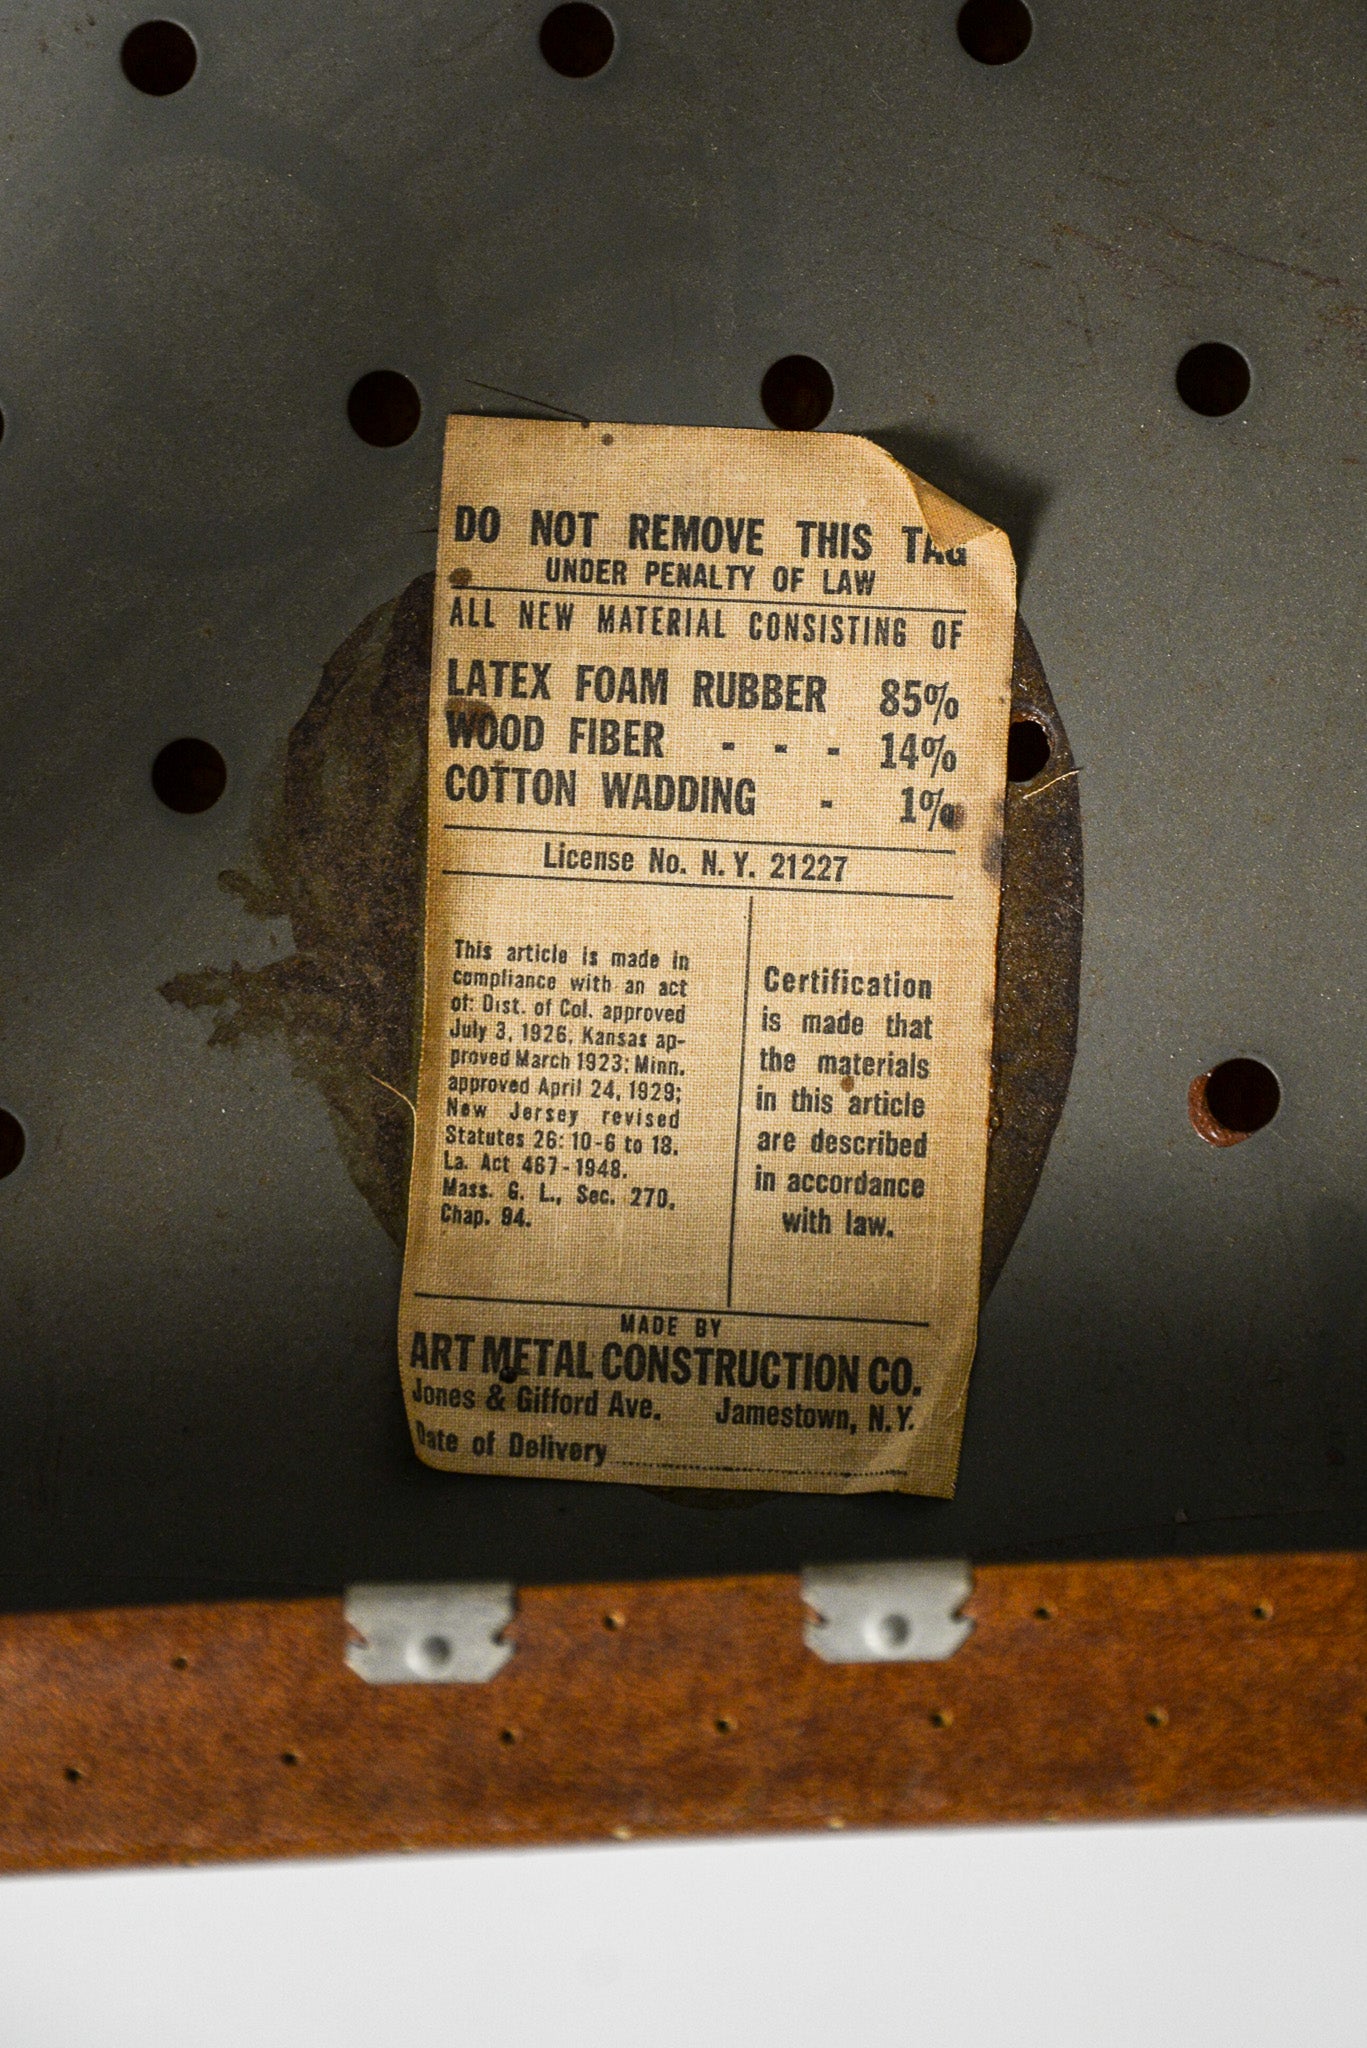 DO NOT REMOVE THIS TAG
UNDER PENALTY OF LAW
ALL NEW MATERIAL CONSISTING OF
LATEX FOAM RUBBER 85%
WOOD FIBER - - - 14%
COTTON WADDING - 1%
License No. N.Y. 21227
This article is made in
compliance with an act
of: Dist. of Col. approved
July 3, 1926, Kansas ap-
proved March 1923; Minn.
approved April 24, 1929;
New Jersey revised
Statutes 26: 10-6 to 18.
La. Act 467-1948.
Mass. G. L., Sec. 270,
Chap. 94.
Certification
is made that
the materials
in this article
are described
in accordance
with law.
MADE BY
ART METAL CONSTRUCTION CO.
Jones & Gifford Ave. Jamestown, N.Y.
Date of Delivery